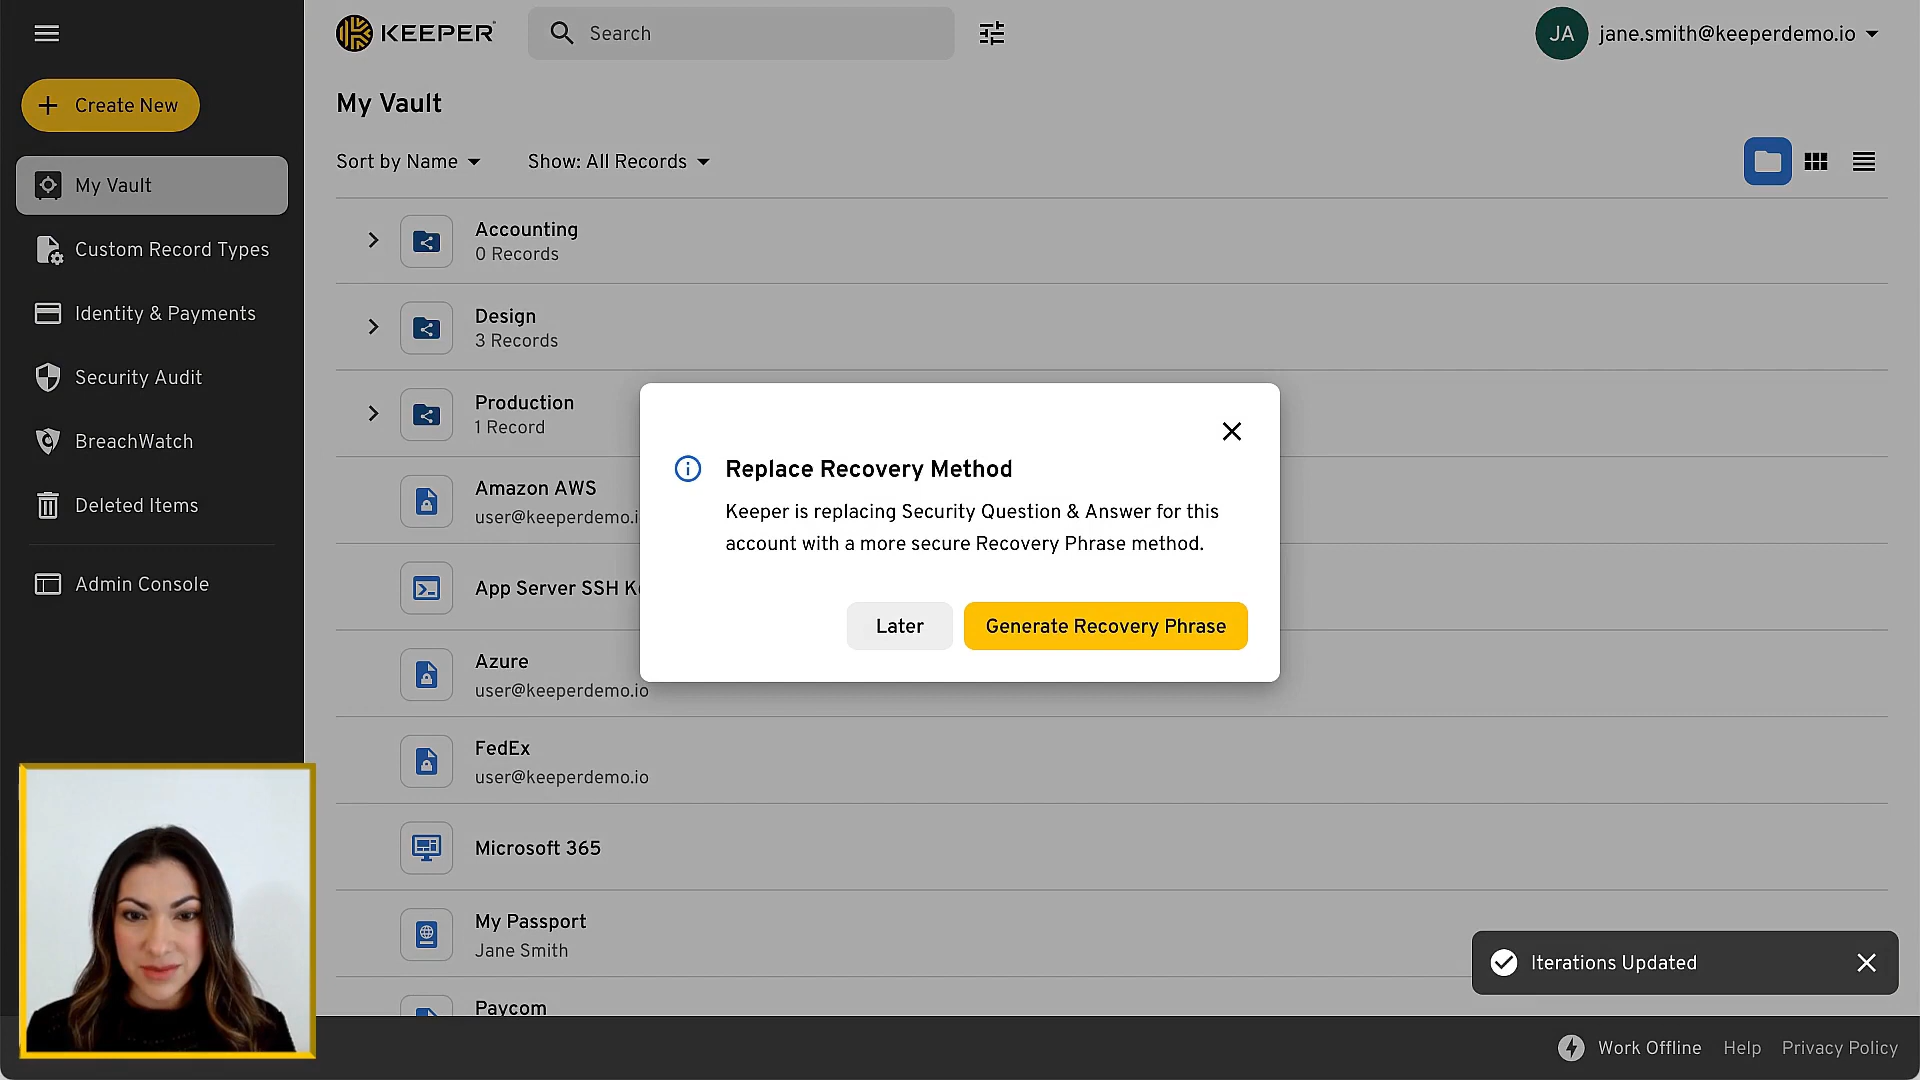 KEEPER
Search
JA
jane.smith@keeperdemo.io
Create New
My Vault
Custom Record Types
Identity & Payments
Security Audit
BreachWatch
Deleted Items
Admin Console
My Vault
Sort by Name
Show: All Records
Accounting
0 Records
Design
3 Records
Production
1 Record
Amazon AWS
user@keeperdemo.i
App Server SSH K
Azure
user@keeperdemo.io
FedEx
user@keeperdemo.io
Microsoft 365
My Passport
Jane Smith
Paycom
Replace Recovery Method
Keeper is replacing Security Question & Answer for this
account with a more secure Recovery Phrase method.
Later
Generate Recovery Phrase
Iterations Updated
Work Offline
Help
Privacy Policy